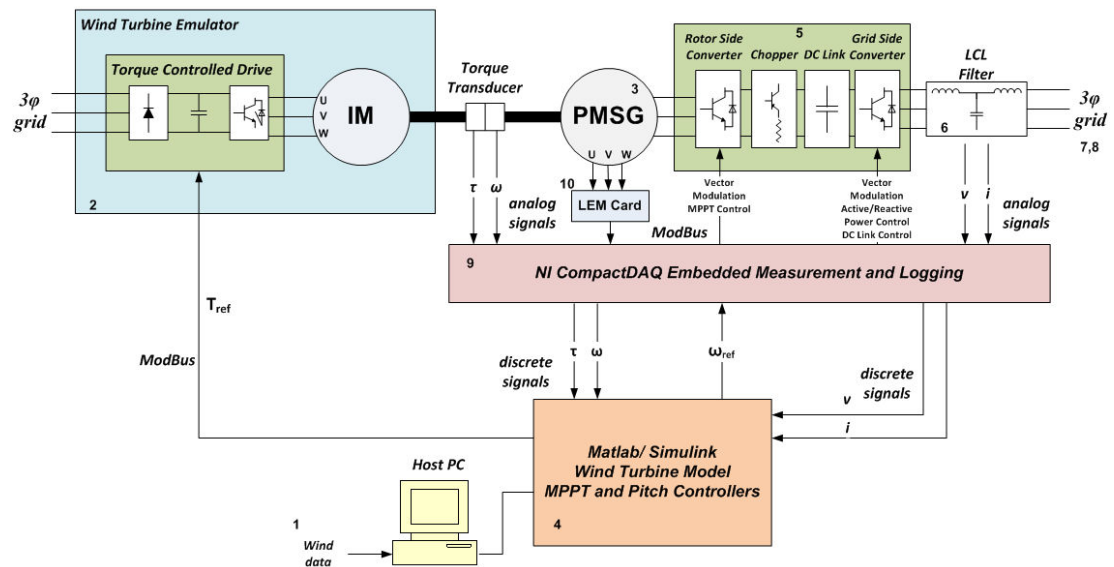 Wind Turbine Emulator
Torque Controlled Drive
3φ
grid
U
V
W
IM
2
Torque
Transducer
3
PMSG
U V W
10
LEM Card
5
Rotor Side
Converter
Chopper
DC Link
Grid Side
Converter
LCL
Filter
6
3φ
grid
7,8
τ
ω
analog
signals
ModBus
Vector
Modulation
MPPT Control
Vector
Modulation
Active/Reactive
Power Control
DC Link Control
v
i
analog
signals
9
NI CompactDAQ Embedded Measurement and Logging
Tref
ModBus
discrete
signals
τ
ω
ωref
discrete
signals
v
i
Matlab/ Simulink
Wind Turbine Model
MPPT and Pitch Controllers
4
Host PC
1
Wind
data